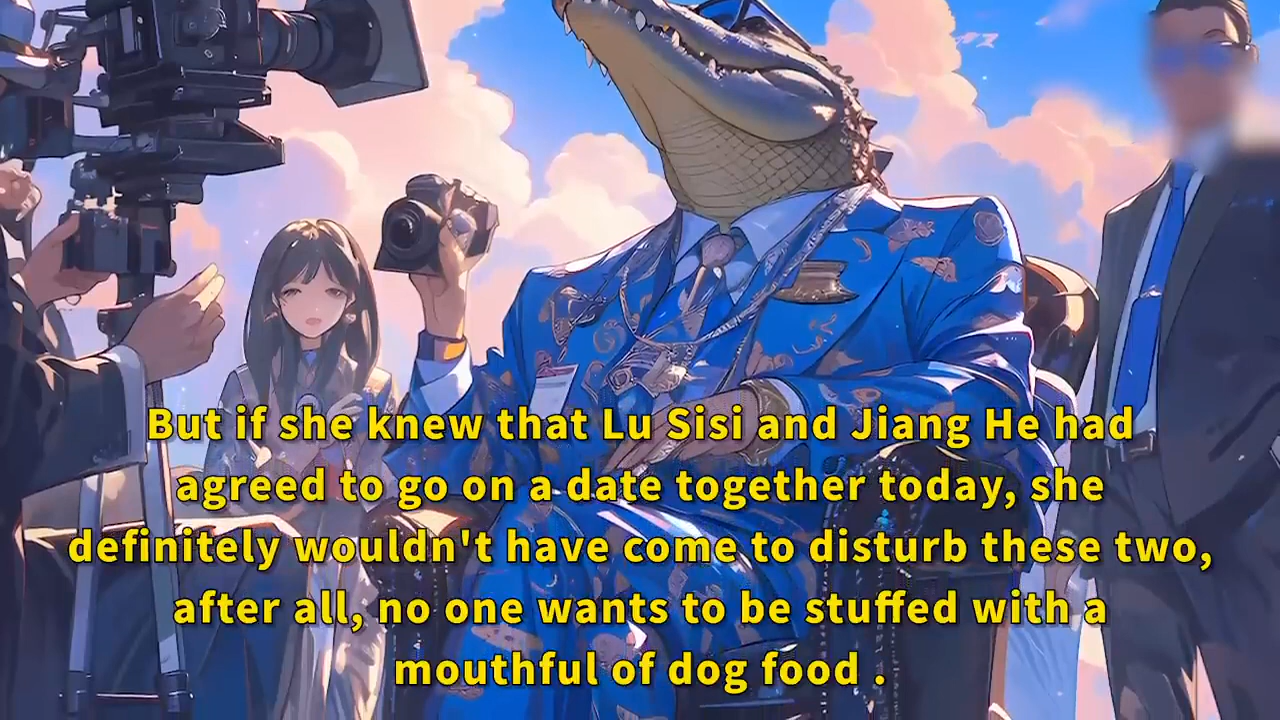 But if she knew that Lu Sisi and Jiang He had
agreed to go on a date together today, she
definitely wouldn't have come to disturb these two,
after all, no one wants to be stuffed with a
mouthful of dog food .